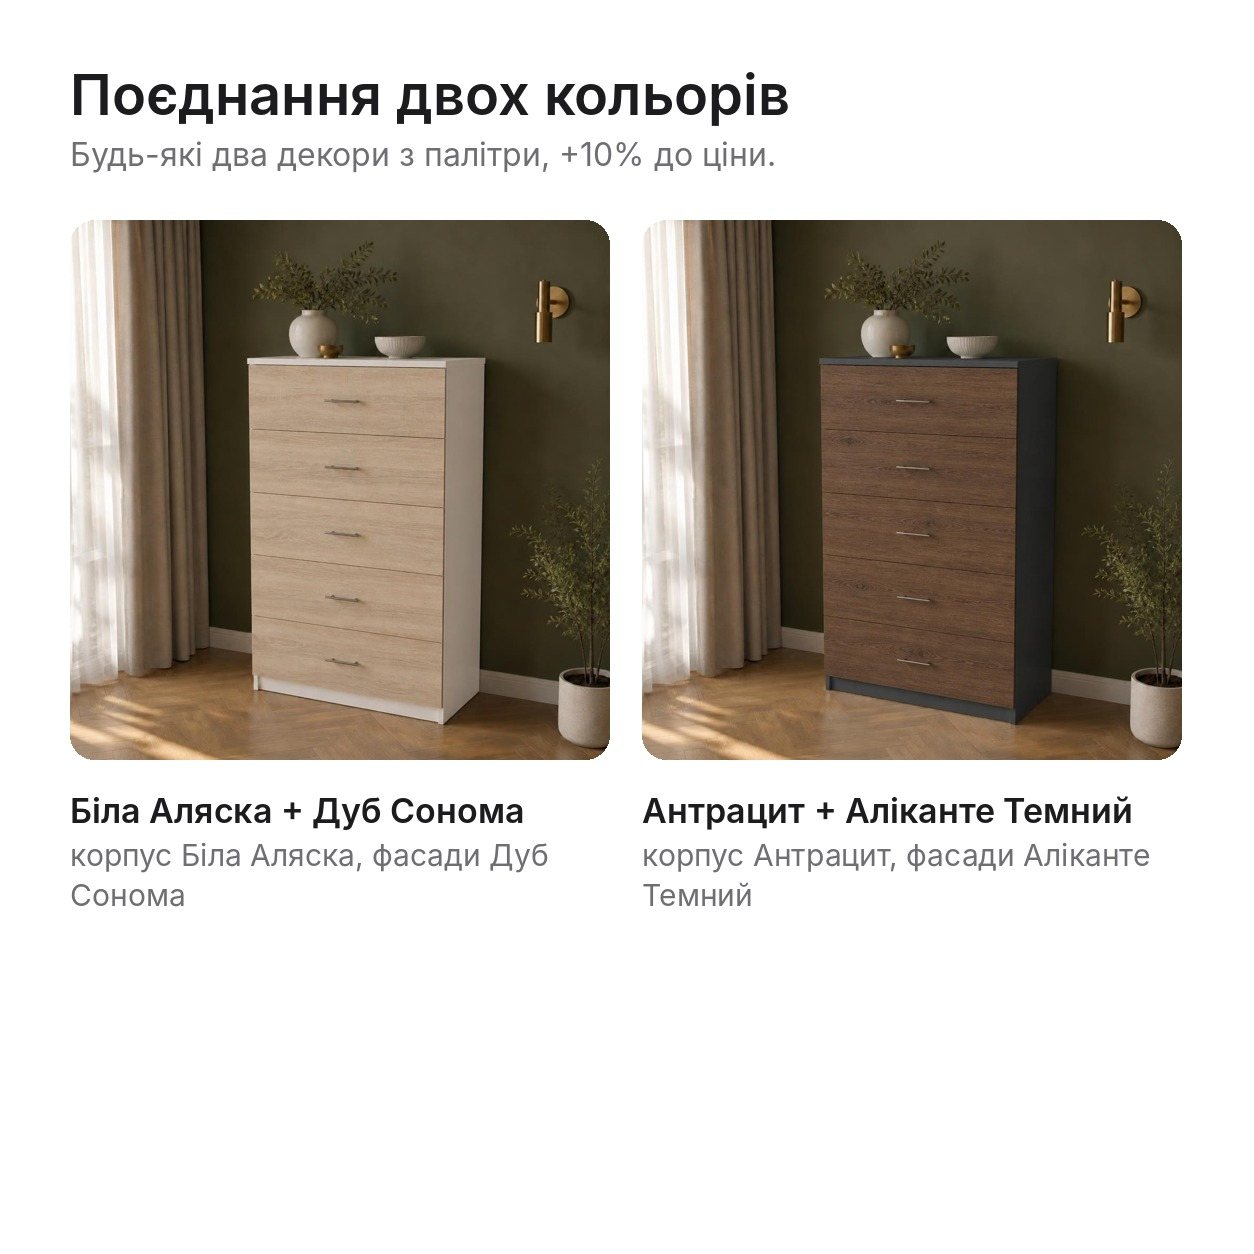 Поєднання двох кольорів
Будь-які два декори з палітри, +10% до ціни.
Біла Аляска + Дуб Сонома
корпус Біла Аляска, фасади Дуб
Сонома
Антрацит + Аліканте Темний
корпус Антрацит, фасади Аліканте
Темний